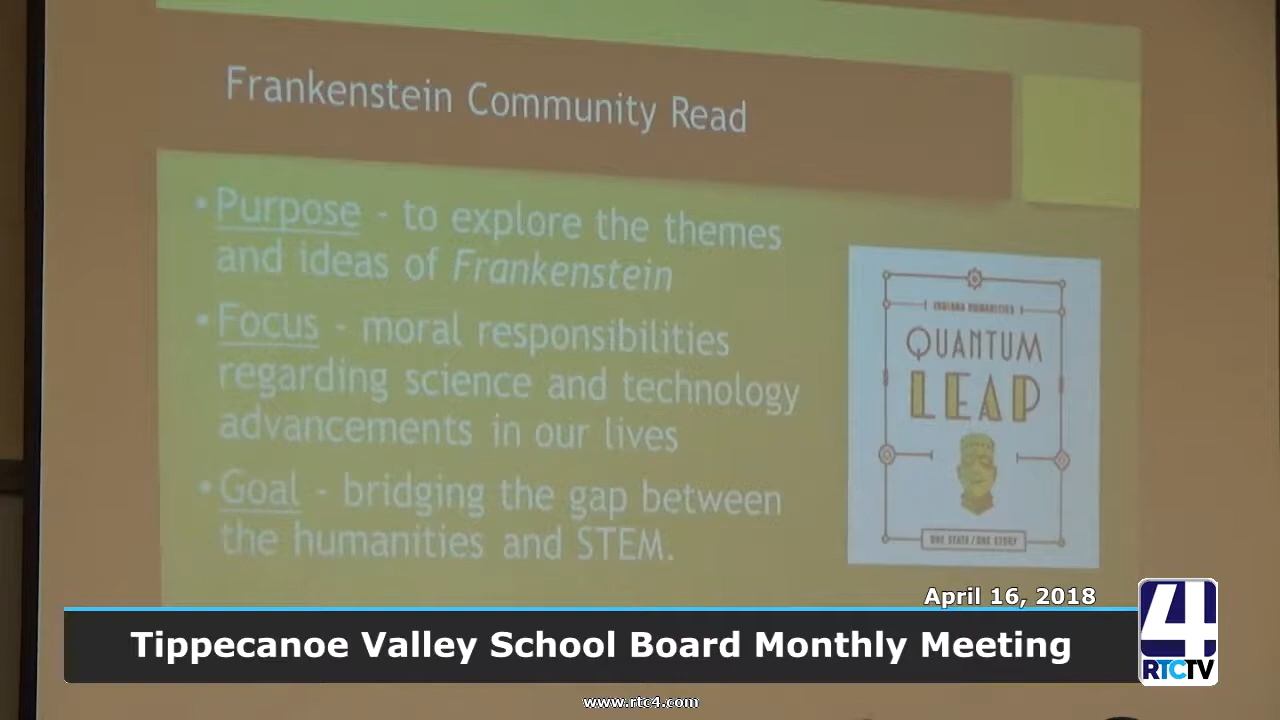 Frankenstein Community Read
• Purpose - to explore the themes
and ideas of Frankenstein
• Focus - moral responsibilities
regarding science and technology
advancements in our lives
• Goal - bridging the gap between
the humanities and STEM.
INDIANA HUMANITIES
QUANTUM
LEAP
ONE STATE / ONE STORY
April 16, 2018
Tippecanoe Valley School Board Monthly Meeting
4
RTCTV
www.rtc4.com